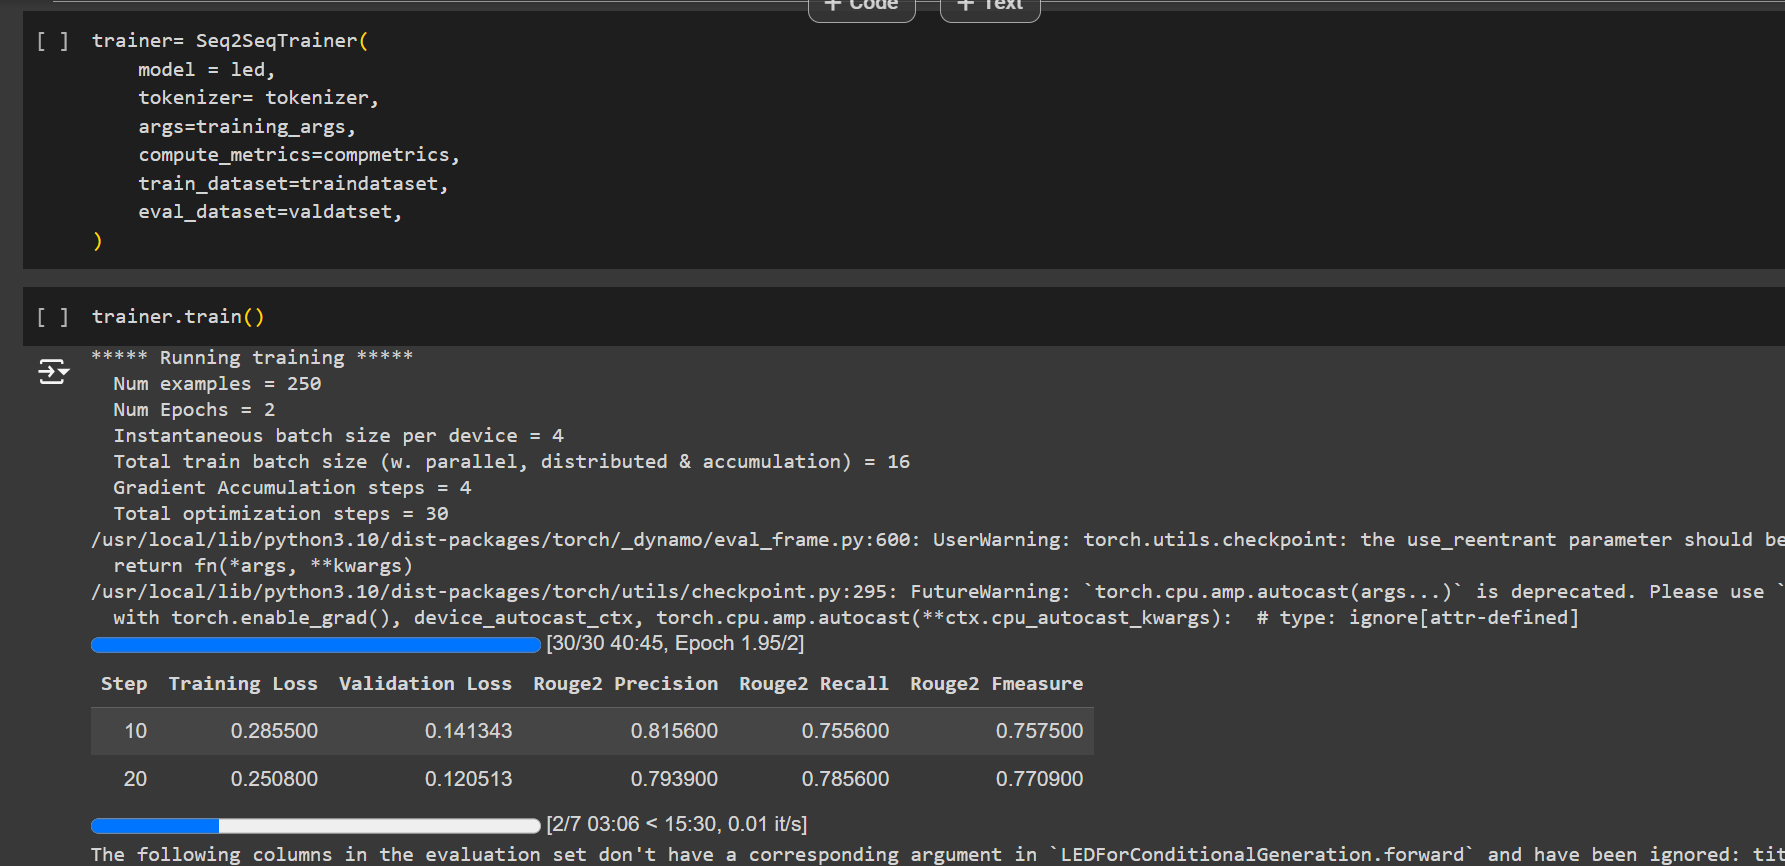 + Code + Text
[ ] trainer= Seq2SeqTrainer(
model = led,
tokenizer= tokenizer,
args=training_args,
compute_metrics=compmetrics,
train_dataset=traindataset,
eval_dataset=valdatset,
)
[ ] trainer.train()
***** Running training *****
Num examples = 250
Num Epochs = 2
Instantaneous batch size per device = 4
Total train batch size (w. parallel, distributed & accumulation) = 16
Gradient Accumulation steps = 4
Total optimization steps = 30
/usr/local/lib/python3.10/dist-packages/torch/_dynamo/eval_frame.py:600: UserWarning: torch.utils.checkpoint: the use_reentrant parameter should be
return fn(*args, **kwargs)
/usr/local/lib/python3.10/dist-packages/torch/utils/checkpoint.py:295: FutureWarning: `torch.cpu.amp.autocast(args...)` is deprecated. Please use `
with torch.enable_grad(), device_autocast_ctx, torch.cpu.amp.autocast(**ctx.cpu_autocast_kwargs):  # type: ignore[attr-defined]
[30/30 40:45, Epoch 1.95/2]
Step Training Loss Validation Loss Rouge2 Precision Rouge2 Recall Rouge2 Fmeasure
10 0.285500 0.141343 0.815600 0.755600 0.757500
20 0.250800 0.120513 0.793900 0.785600 0.770900
[2/7 03:06 < 15:30, 0.01 it/s]
The following columns in the evaluation set don't have a corresponding argument in `LEDForConditionalGeneration.forward` and have been ignored: tit